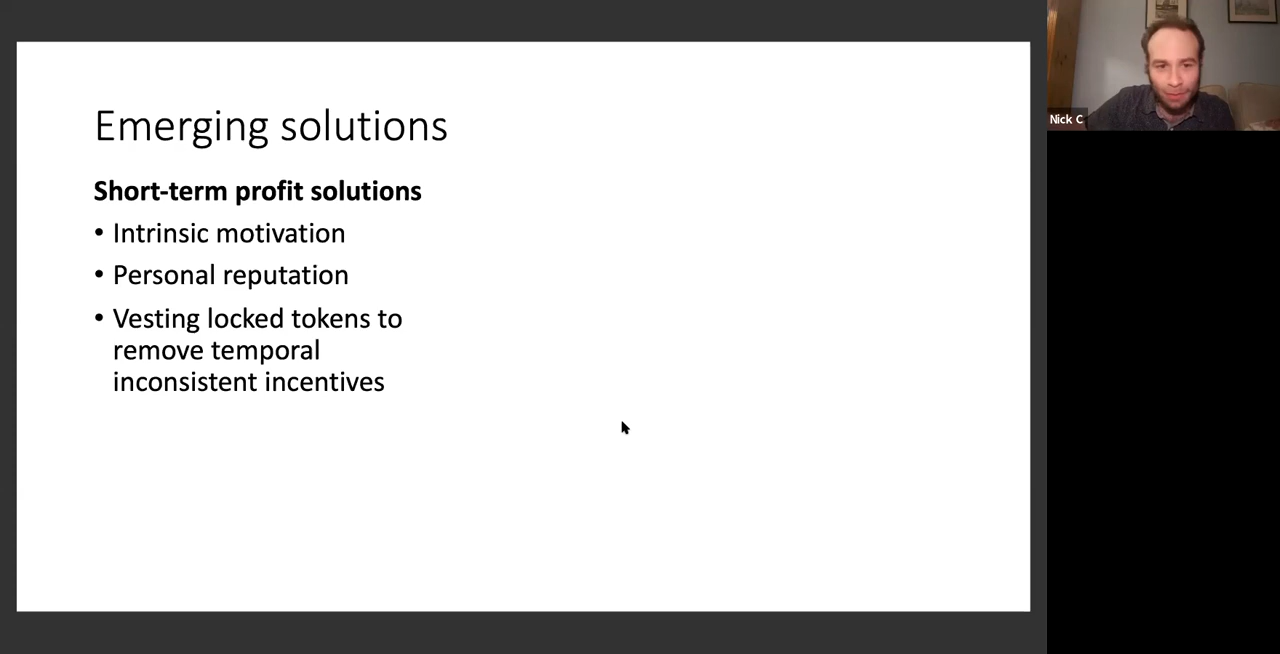 Emerging solutions
Short-term profit solutions
• Intrinsic motivation
• Personal reputation
• Vesting locked tokens to
remove temporal
inconsistent incentives
Nick C